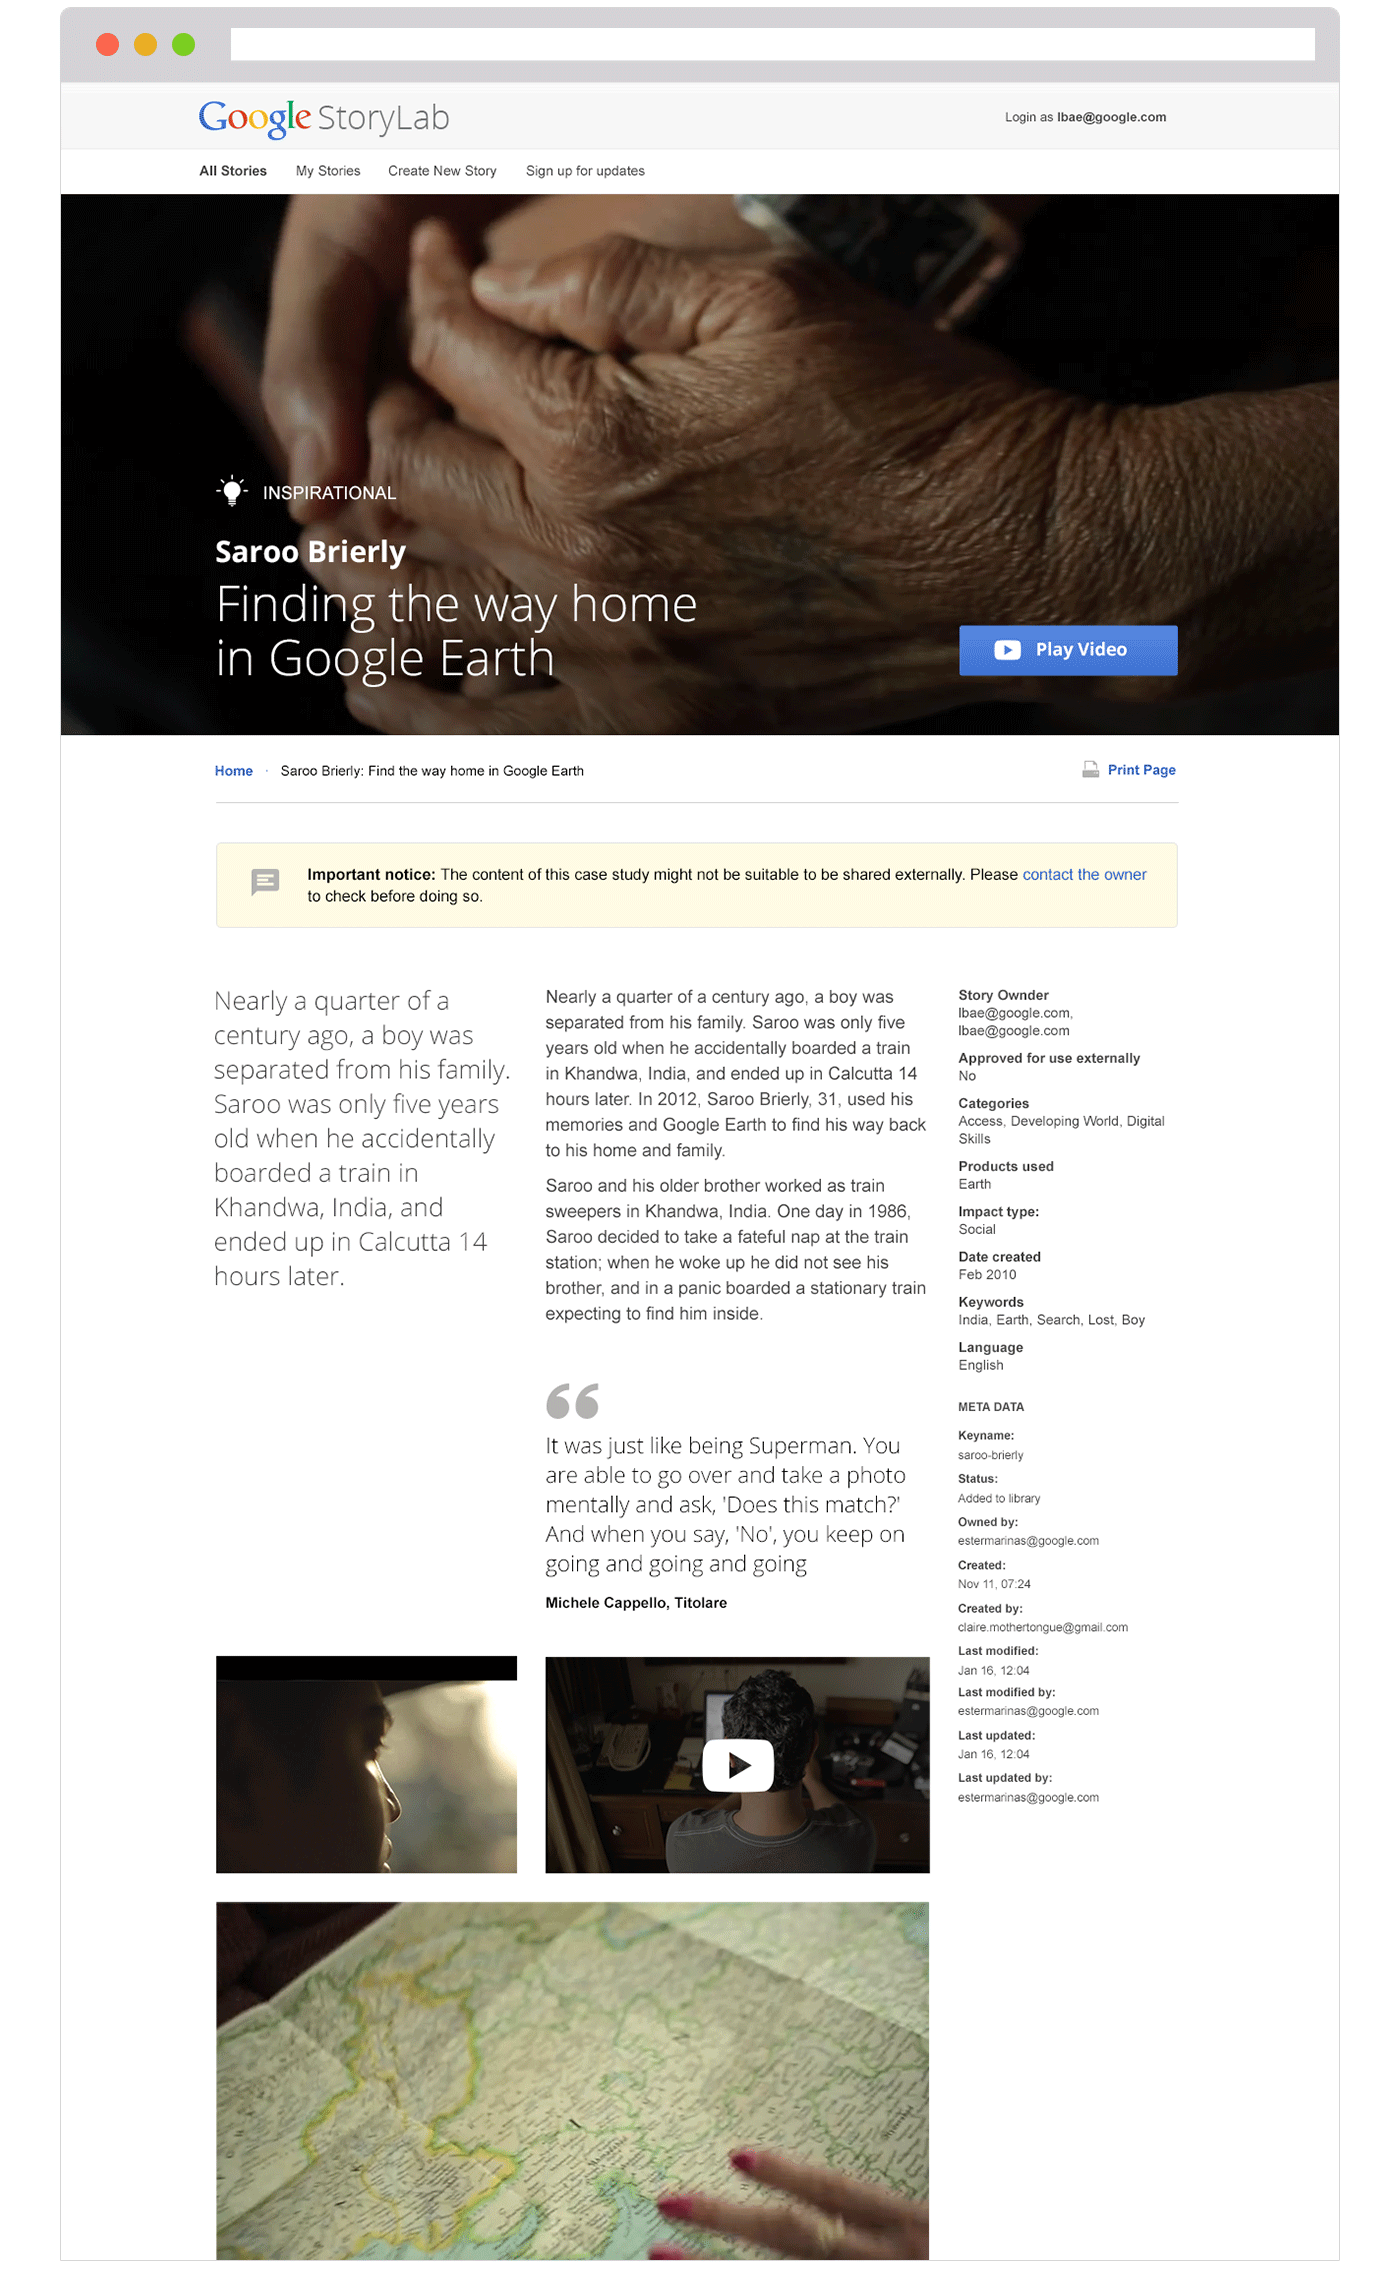 Google StoryLab
Login as lbae@google.com
All Stories
My Stories
Create New Story
Sign up for updates
INSPIRATIONAL
Saroo Brierly
Finding the way home
in Google Earth
Play Video
Home · Saroo Brierly: Find the way home in Google Earth
Print Page
Important notice: The content of this case study might not be suitable to be shared externally. Please contact the owner
to check before doing so.
Nearly a quarter of a
century ago, a boy was
separated from his family.
Saroo was only five years
old when he accidentally
boarded a train in
Khandwa, India, and
ended up in Calcutta 14
hours later.
Nearly a quarter of a century ago, a boy was
separated from his family. Saroo was only five
years old when he accidentally boarded a train
in Khandwa, India, and ended up in Calcutta 14
hours later. In 2012, Saroo Brierly, 31, used his
memories and Google Earth to find his way back
to his home and family.
Saroo and his older brother worked as train
sweepers in Khandwa, India. One day in 1986,
Saroo decided to take a fateful nap at the train
station; when he woke up he did not see his
brother, and in a panic boarded a stationary train
expecting to find him inside.
“
It was just like being Superman. You
are able to go over and take a photo
mentally and ask, 'Does this match?'
And when you say, 'No', you keep on
going and going and going
Michele Cappello, Titolare
Story Ownder
lbae@google.com,
lbae@google.com
Approved for use externally
No
Categories
Access, Developing World, Digital
Skills
Products used
Earth
Impact type:
Social
Date created
Feb 2010
Keywords
India, Earth, Search, Lost, Boy
Language
English
META DATA
Keyname:
saroo-brierly
Status:
Added to library
Owned by:
estermarinas@google.com
Created:
Nov 11, 07:24
Created by:
claire.mothertongue@gmail.com
Last modified:
Jan 16, 12:04
Last modified by:
estermarinas@google.com
Last updated:
Jan 16, 12:04
Last updated by:
estermarinas@google.com